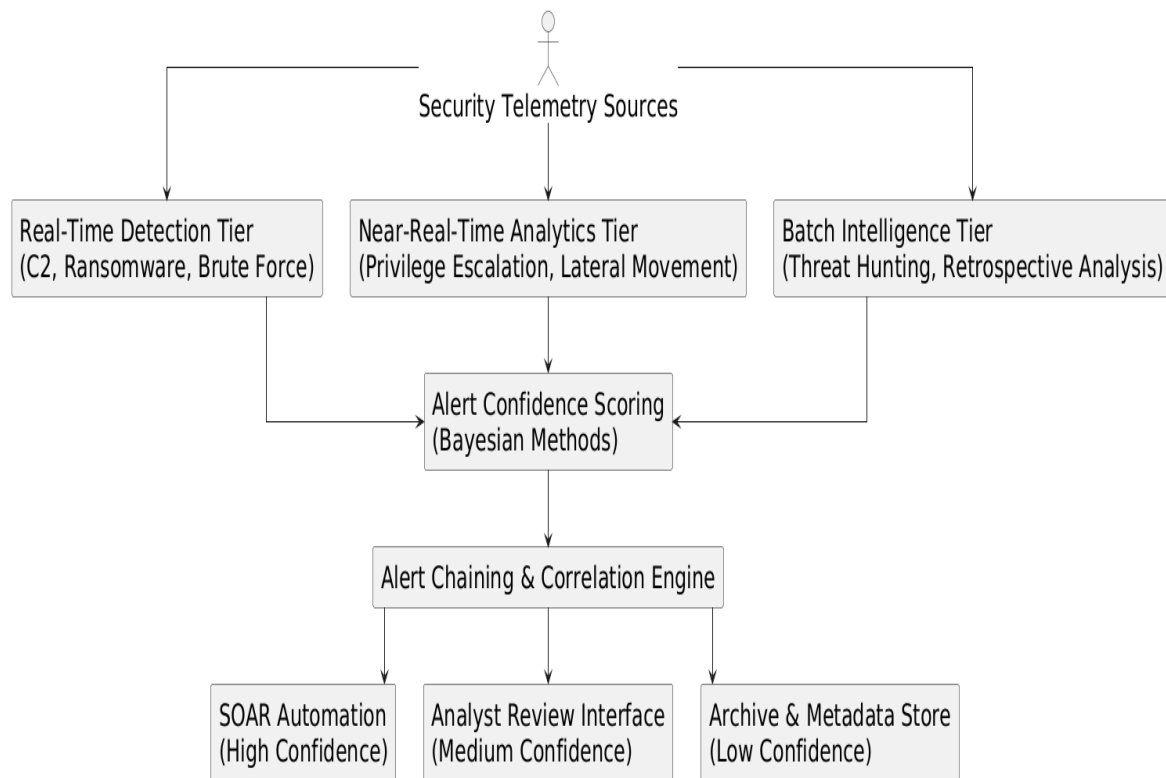 Security Telemetry Sources
Real-Time Detection Tier
(C2, Ransomware, Brute Force)
Near-Real-Time Analytics Tier
(Privilege Escalation, Lateral Movement)
Batch Intelligence Tier
(Threat Hunting, Retrospective Analysis)
Alert Confidence Scoring
(Bayesian Methods)
Alert Chaining & Correlation Engine
SOAR Automation
(High Confidence)
Analyst Review Interface
(Medium Confidence)
Archive & Metadata Store
(Low Confidence)